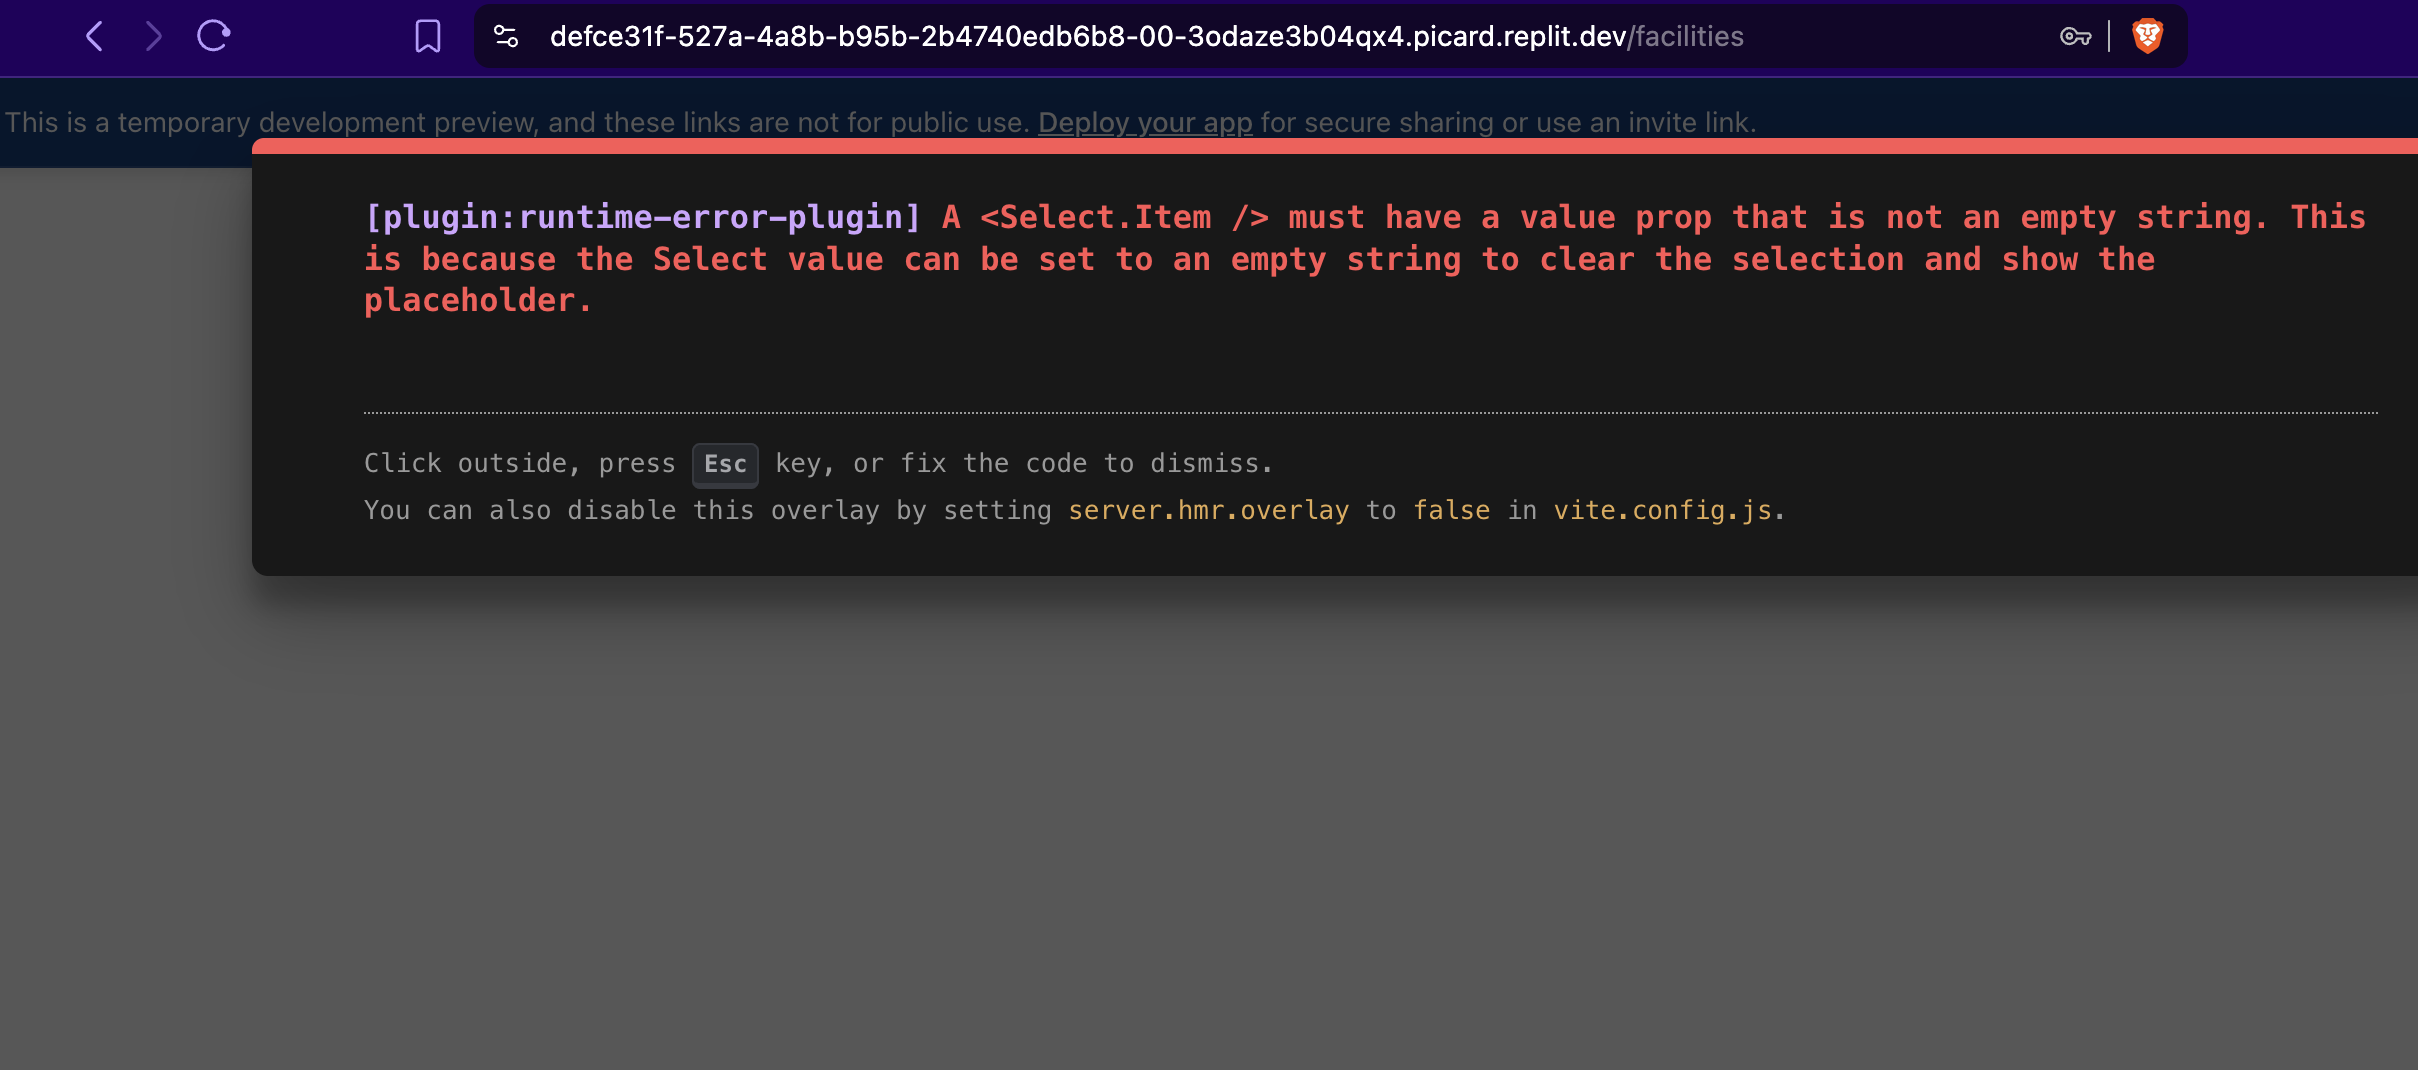 defce31f-527a-4a8b-b95b-2b4740edb6b8-00-3odaze3b04qx4.picard.replit.dev/facilities
This is a temporary development preview, and these links are not for public use. Deploy your app for secure sharing or use an invite link.
[plugin:runtime-error-plugin] A <Select.Item /> must have a value prop that is not an empty string. This
is because the Select value can be set to an empty string to clear the selection and show the
placeholder.
Click outside, press Esc key, or fix the code to dismiss.
You can also disable this overlay by setting server.hmr.overlay to false in vite.config.js.